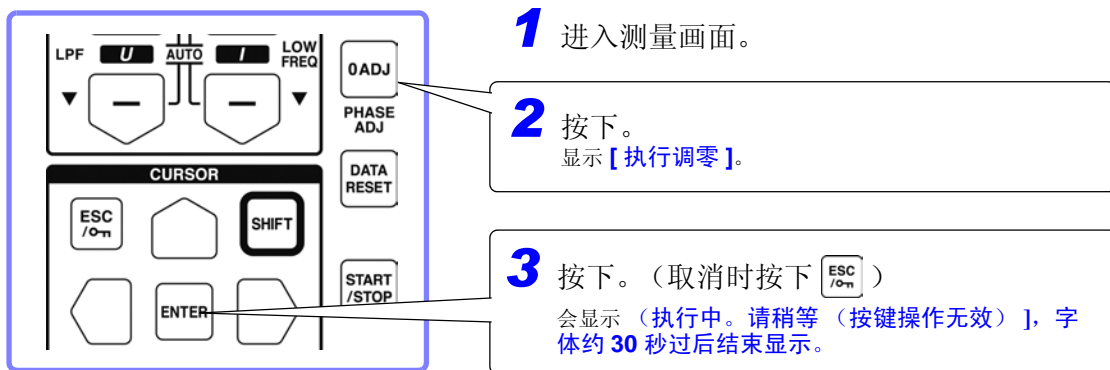 LPF U AUTO I LOW FREQ
0 ADJ
PHASE ADJ
DATA RESET
CURSOR
ESC /
SHIFT
START /STOP
ENTER
1 进入测量画面。
2 按下。
显示 [ 执行调零 ]。
3 按下。（取消时按下 ESC / ）
会显示 （执行中。请稍等 （按键操作无效） ]，字
体约 30 秒过后结束显示。